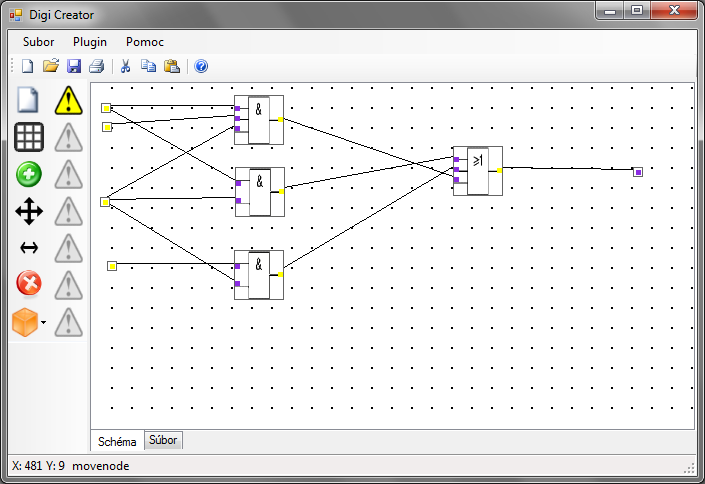 Digi Creator
Subor Plugin Pomoc
&
≥1
&
&
Schéma Súbor
X: 481 Y: 9 movenode